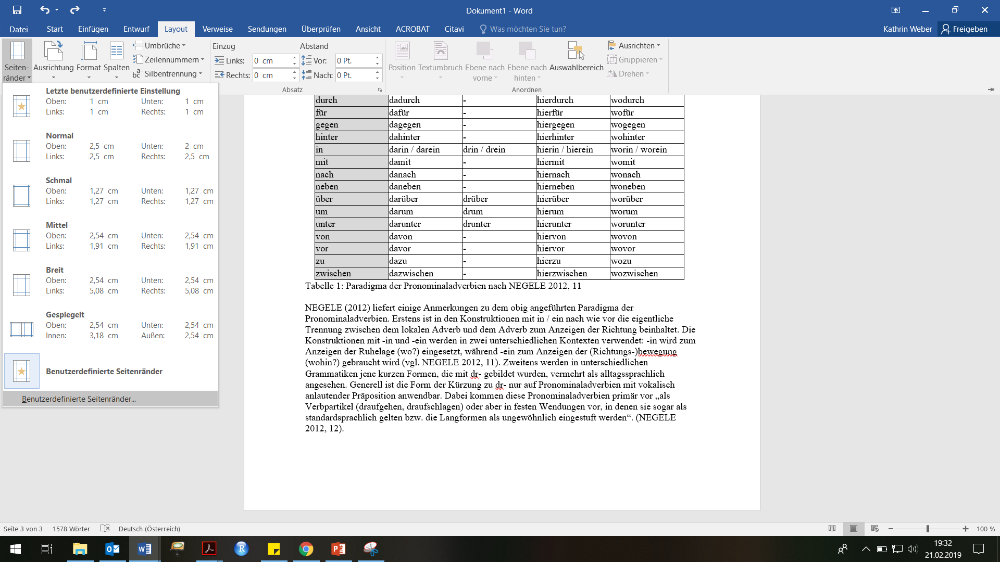 Dokument1 - Word
Datei Start Einfügen Entwurf Layout Verweise Sendungen Überprüfen Ansicht ACROBAT Citavi Was möchten Sie tun? Kathrin Weber Freigeben
Seiten-
ränder
Ausrichtung Format Spalten
Umbrüche
Zeilennummern
Silbentrennung
Einzug Abstand
Links: 0 cm Vor: 0 Pt.
Rechts: 0 cm Nach: 0 Pt.
Absatz
Position Textumbruch Ebene nach
vorne
Ebene nach
hinten
Auswahlbereich
Ausrichten
Gruppieren
Drehen
Anordnen
Letzte benutzerdefinierte Einstellung
Oben: 1 cm Unten: 1 cm
Links: 1 cm Rechts: 1 cm
Normal
Oben: 2,5 cm Unten: 2 cm
Links: 2,5 cm Rechts: 2,5 cm
Schmal
Oben: 1,27 cm Unten: 1,27 cm
Links: 1,27 cm Rechts: 1,27 cm
Mittel
Oben: 2,54 cm Unten: 2,54 cm
Links: 1,91 cm Rechts: 1,91 cm
Breit
Oben: 2,54 cm Unten: 2,54 cm
Links: 5,08 cm Rechts: 5,08 cm
Gespiegelt
Oben: 2,54 cm Unten: 2,54 cm
Innen: 3,18 cm Außen: 2,54 cm
Benutzerdefinierte Seitenränder
Benutzerdefinierte Seitenränder...
durch dadurch - hierdurch wodurch
für dafür - hierfür wofür
gegen dagegen - hiergegen wogegen
hinter dahinter - hierhinter wohinter
in darin / darein drin / drein hierin / hierein worin / worein
mit damit - hiermit womit
nach danach - hiernach wonach
neben daneben - hierneben woneben
über darüber drüber hierüber worüber
um darum drum hierum worum
unter darunter drunter hierunter worunter
von davon - hiervon wovon
vor davor - hiervor wovor
zu dazu - hierzu wozu
zwischen dazwischen - hierzwischen wozwischen
Tabelle 1: Paradigma der Pronominaladverbien nach NEGELE 2012, 11
NEGELE (2012) liefert einige Anmerkungen zu dem obig angeführten Paradigma der
Pronominaladverbien. Erstens ist in den Konstruktionen mit in / ein nach wie vor die eigentliche
Trennung zwischen dem lokalen Adverb und dem Adverb zum Anzeigen der Richtung beinhaltet. Die
Konstruktionen mit -in und -ein werden in zwei unterschiedlichen Kontexten verwendet: -in wird zum
Anzeigen der Ruhelage (wo?) eingesetzt, während -ein zum Anzeigen der (Richtungs-)bewegung
(wohin?) gebraucht wird (vgl. NEGELE 2012, 11). Zweitens werden in unterschiedlichen
Grammatiken jene kurzen Formen, die mit dr- gebildet wurden, vermehrt als alltagssprachlich
angesehen. Generell ist die Form der Kürzung zu dr- nur auf Pronominaladverbien mit vokalisch
anlautender Präposition anwendbar. Dabei kommen diese Pronominaladverbien primär vor „als
Verbpartikel (draufgehen, draufschlagen) oder aber in festen Wendungen vor, in denen sie sogar als
standardsprachlich gelten bzw. die Langformen als ungewöhnlich eingestuft werden“. (NEGELE
2012, 12).
Seite 3 von 3 1578 Wörter Deutsch (Österreich) 100 %
19:32
21.02.2019